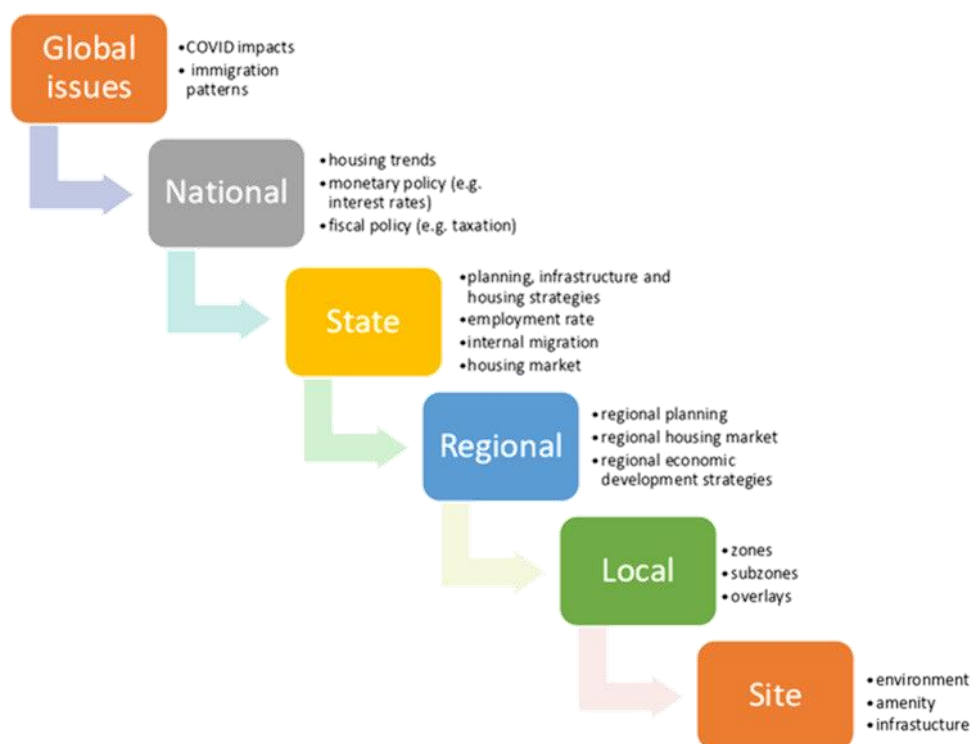 Global
issues
•COVID impacts
• immigration
patterns
National
•housing trends
•monetary policy (e.g.
interest rates)
•fiscal policy (e.g. taxation)
State
•planning, infrastructure and
housing strategies
•employment rate
•internal migration
•housing market
Regional
•regional planning
•regional housing market
•regional economic
development strategies
Local
•zones
•subzones
•overlays
Site
•environment
•amenity
•infrastucture